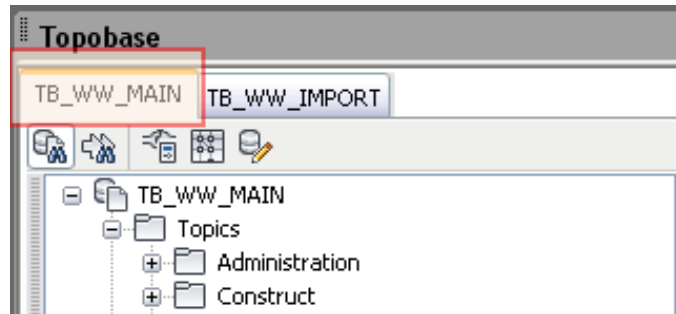 Topobase
TB_WW_MAIN TB_WW_IMPORT
TB_WW_MAIN
Topics
Administration
Construct